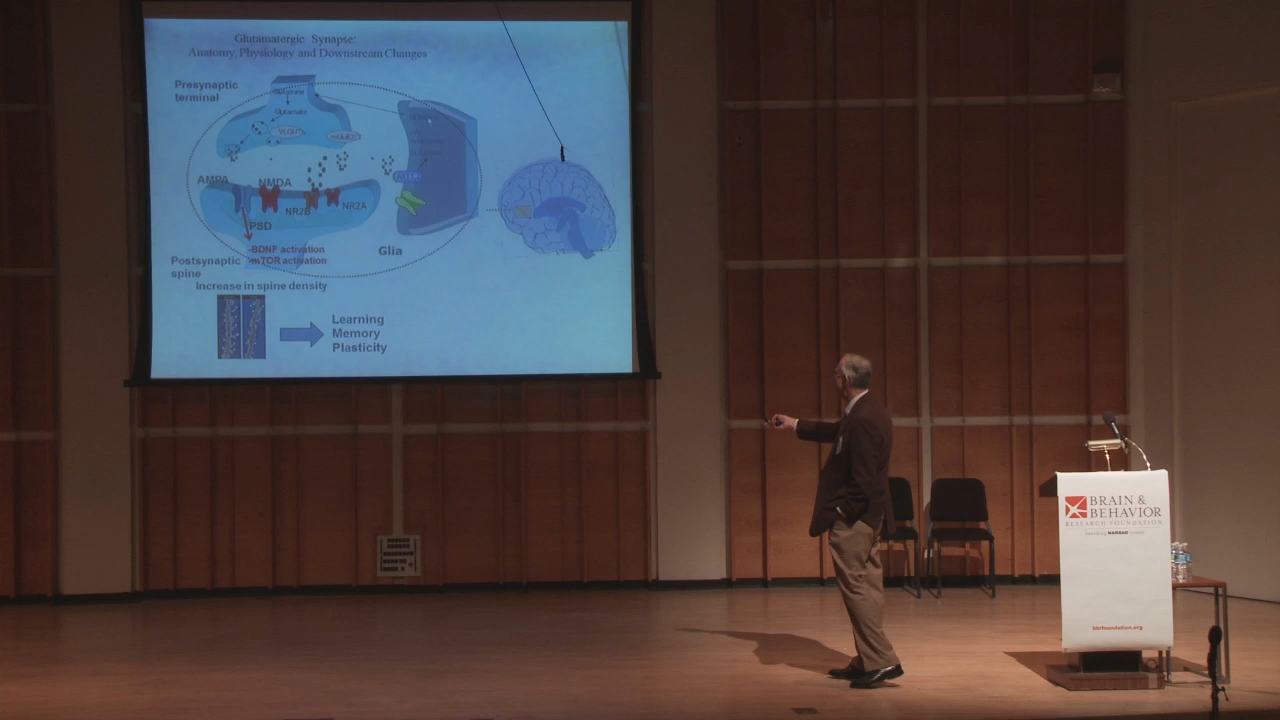 Glutamatergic Synapse:
Anatomy, Physiology and Downstream Changes
Presynaptic
terminal
Glutamine
Glutamate
AMPA
NMDA
NR2B
NR2A
PSD
-BDNF activation
-mTOR activation
Glia
Postsynaptic
spine
Increase in spine density
Learning
Memory
Plasticity
BRAIN &
BEHAVIOR
RESEARCH FOUNDATION
bbrfoundation.org